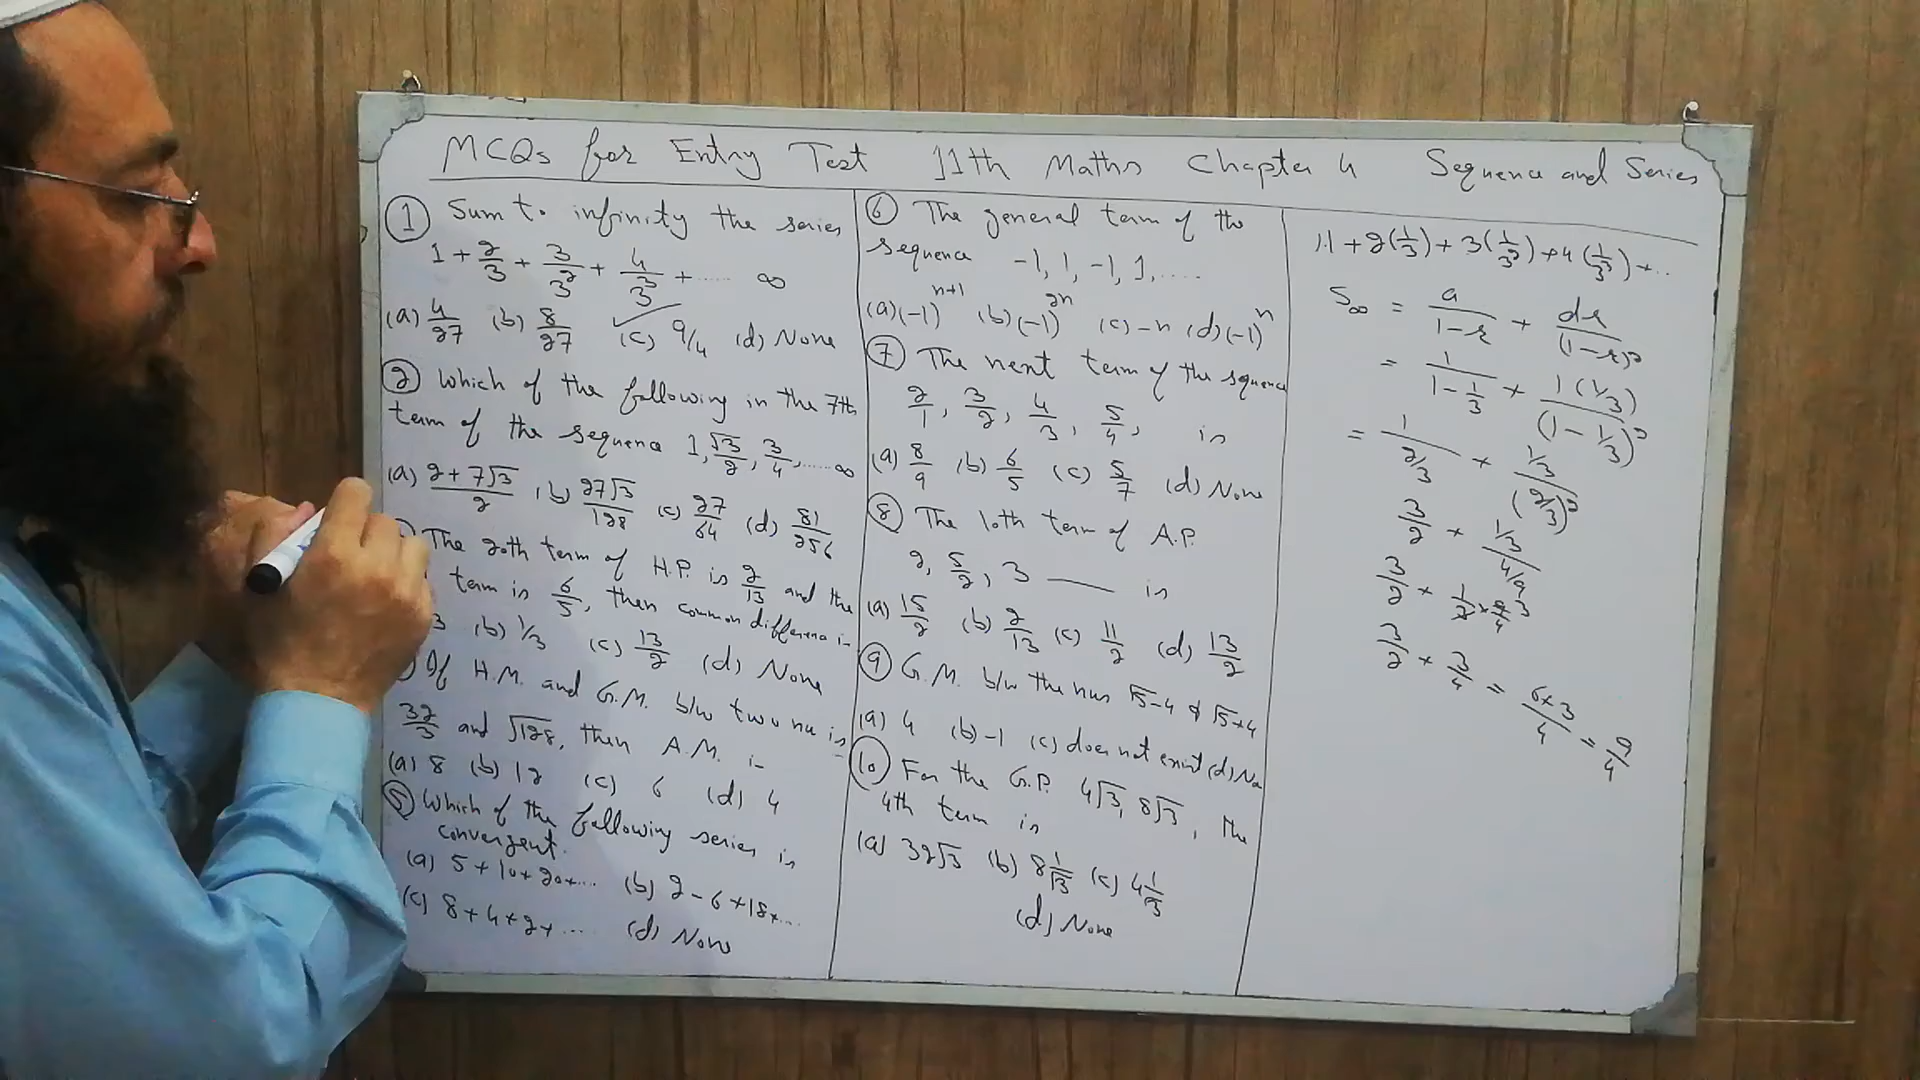 MCQs for Entry Test 11th Maths Chapter 4 Sequence and Series
① Sum to infinity the series
1 + 2/3 + 3/3² + 4/3³ + ...... ∞
(a) 4/27 (b) 8/27 ✓(c) 9/4 (d) None
② Which of the following is the 7th
term of the sequence 1, √3/2, 3/4, ...... ∞
(a) 2+7√3/2 (b) 27√3/128 (c) 27/64 (d) 81/256
The 20th term of H.P. is 2/13 and the
term is 6/5, then common difference is
3 (b) 1/3 (c) 13/2 (d) None
If H.M. and G.M. b/w two no is
32/3 and √128, then A.M. is
(a) 8 (b) 12 (c) 6 (d) 4
⑤ Which of the following series is
convergent.
(a) 5+10+20+... (b) 2-6+18+...
(c) 8+4+2+... (d) None
⑥ The general term of the
sequence -1, 1, -1, 1, ....
(a) (-1)ⁿ⁺¹ (b) (-1)²ⁿ (c) -n (d) (-1)ⁿ
⑦ The next term of the squence
2/1, 3/2, 4/3, 5/4, is
(a) 8/9 (b) 6/5 (c) 5/7 (d) None
⑧ The 10th term of A.P.
2, 5/2, 3 — is
(a) 15/2 (b) 2/13 (c) 11/2 (d) 13/2
⑨ G.M. b/w the nus √5-4 & √5+4
(a) 4 (b) -1 (c) does not exist (d) No
⑩ For the G.P. 4√3, 8√3, the
4th term is
(a) 32√3 (b) 8 1/√3 (c) 4 1/3
(d) None
1.1 + 2(1/3) + 3(1/3²) + 4(1/3³) + ...
S∞ = a/(1-r) + dr/(1-r)²
= 1/(1-1/3) + 1(1/3)/(1-1/3)²
= 1/(2/3) + (1/3)/(2/3)²
3/2 + (1/3)/(4/9)
3/2 + 1/3 × 9/4 3
3/2 + 3/4 = 6+3/4 = 9/4